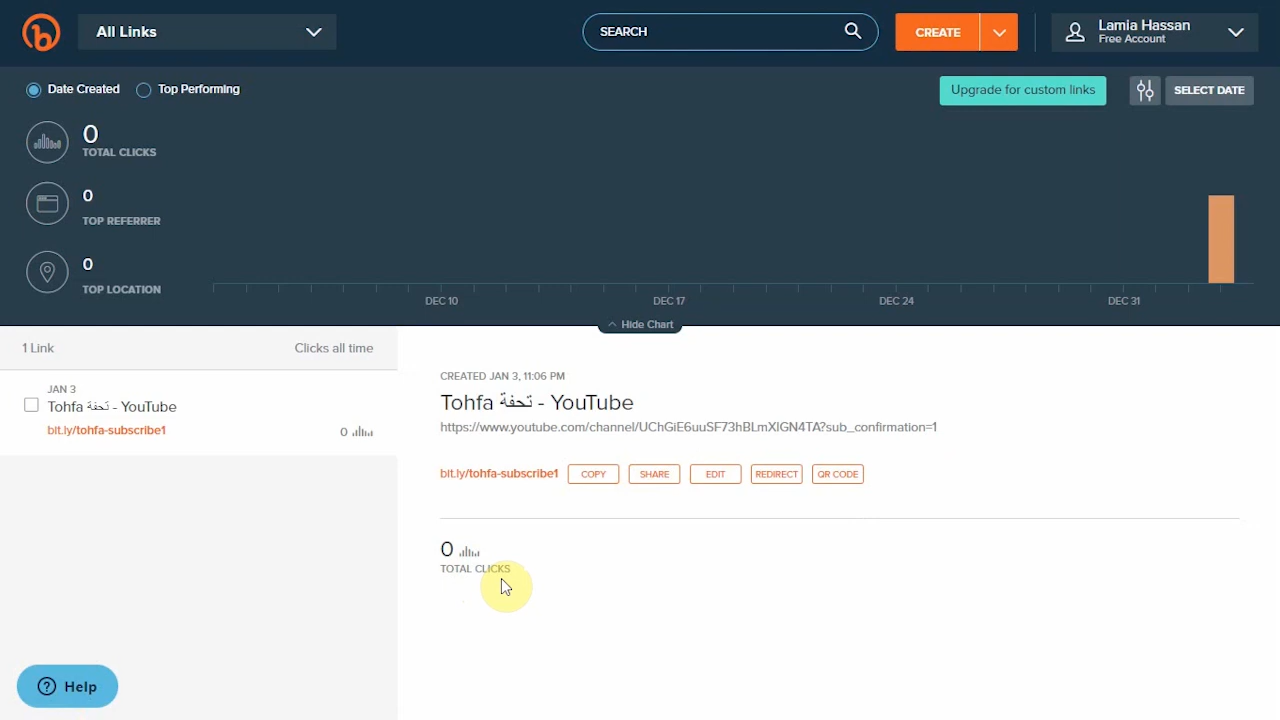 All Links
SEARCH
CREATE
Lamia Hassan
Free Account
Date Created
Top Performing
Upgrade for custom links
SELECT DATE
0
TOTAL CLICKS
0
TOP REFERRER
0
TOP LOCATION
DEC 10
DEC 17
DEC 24
DEC 31
Hide Chart
1 Link
Clicks all time
JAN 3
Tohfa تحفة - YouTube
bit.ly/tohfa-subscribe1
0
CREATED JAN 3, 11:06 PM
Tohfa تحفة - YouTube
https://www.youtube.com/channel/UChGiE6uuSF73hBLmXlGN4TA?sub_confirmation=1
bit.ly/tohfa-subscribe1
COPY
SHARE
EDIT
REDIRECT
QR CODE
0
TOTAL CLICKS
Help